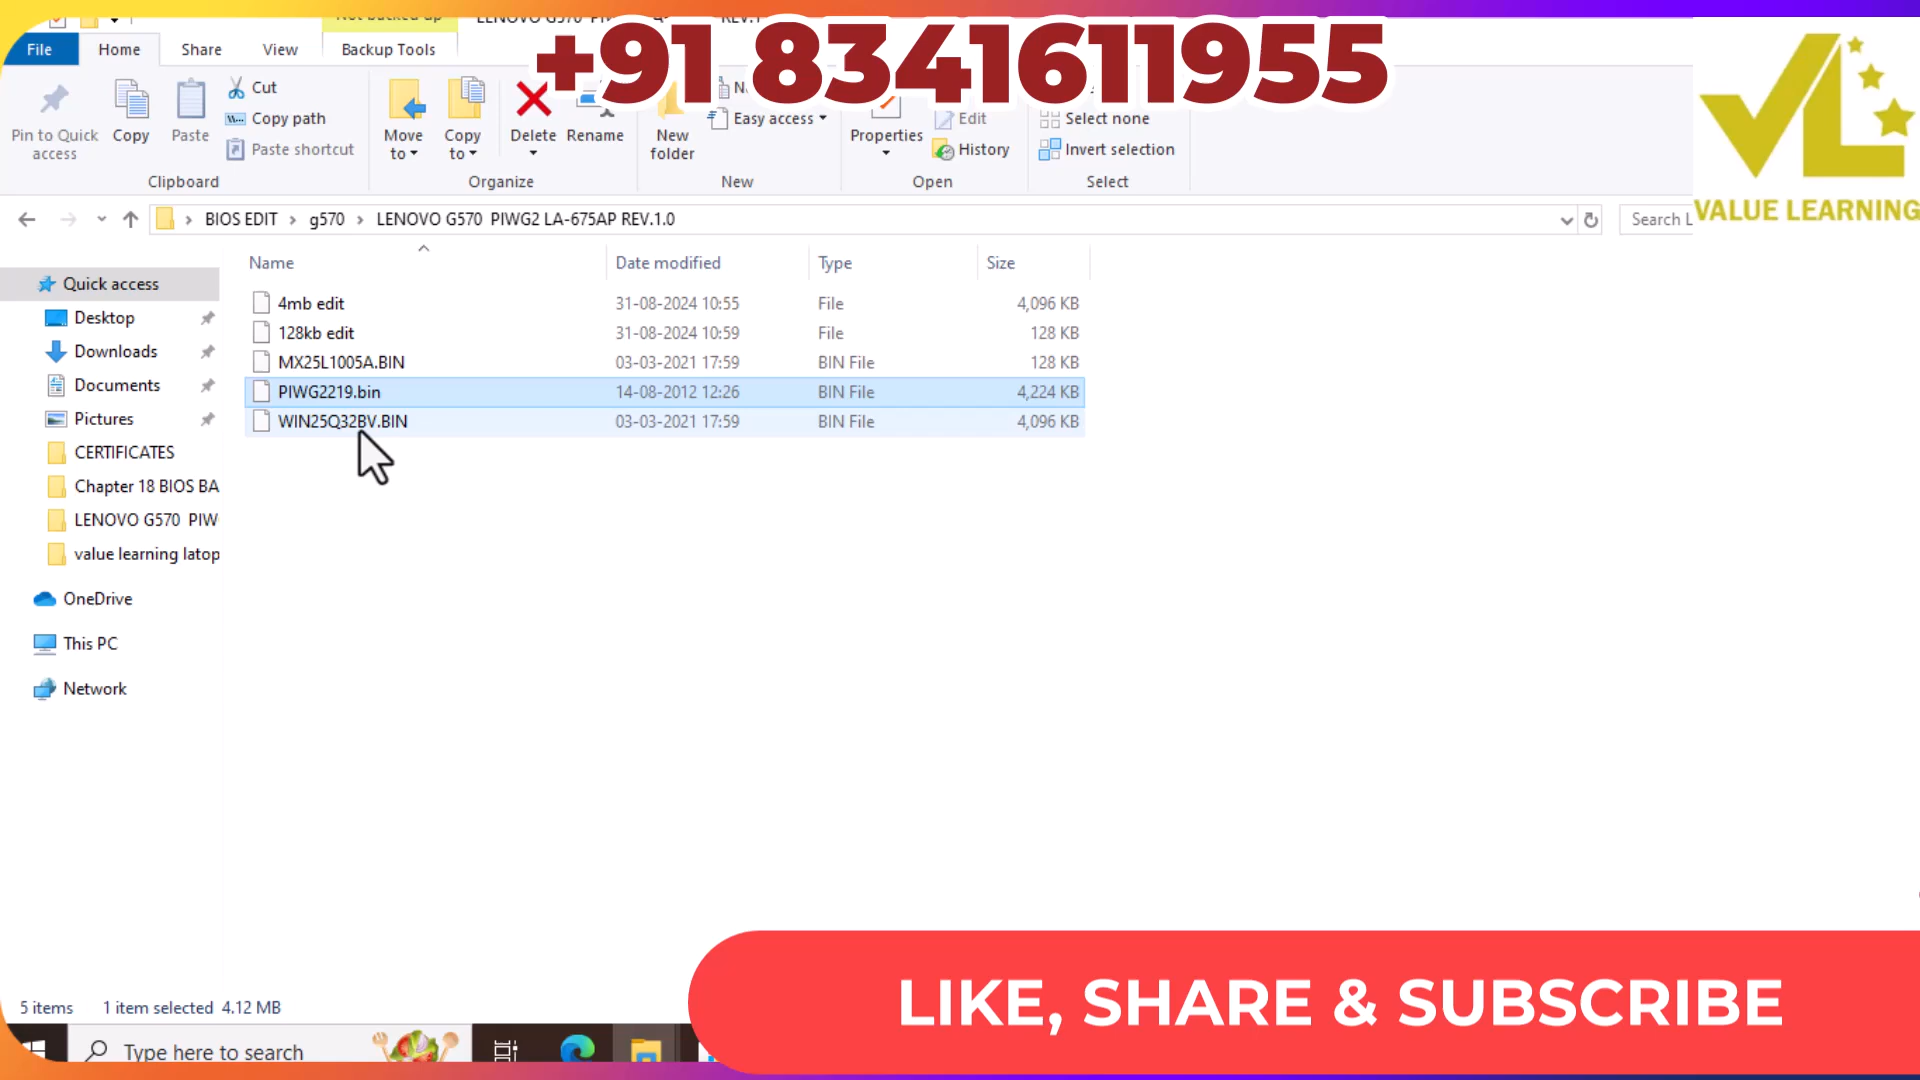 LENOVO G570 REV.1
+91 8341611955
File Home Share View Backup Tools
Pin to Quick access
Copy
Paste
Cut
Copy path
Paste shortcut
Clipboard
Move to
Copy to
Delete
Rename
Organize
New folder
Easy access
New
Properties
Edit
History
Open
Select none
Invert selection
Select
VALUE LEARNING
BIOS EDIT > g570 > LENOVO G570 PIWG2 LA-675AP REV.1.0
Search L
Name Date modified Type Size
4mb edit 31-08-2024 10:55 File 4,096 KB
128kb edit 31-08-2024 10:59 File 128 KB
MX25L1005A.BIN 03-03-2021 17:59 BIN File 128 KB
PIWG2219.bin 14-08-2012 12:26 BIN File 4,224 KB
WIN25Q32BV.BIN 03-03-2021 17:59 BIN File 4,096 KB
Quick access
Desktop
Downloads
Documents
Pictures
CERTIFICATES
Chapter 18 BIOS BA
LENOVO G570 PIW
value learning latop
OneDrive
This PC
Network
LIKE, SHARE & SUBSCRIBE
5 items 1 item selected 4.12 MB
Type here to search